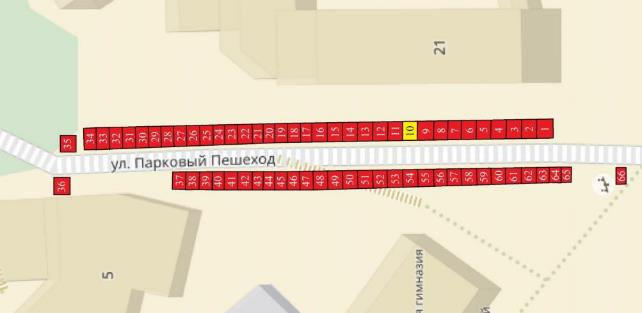 21
35 34 33 32 31 30 29 28 27 26 25 24 23 22 21 20 19 18 17 16 15 14 13 12 11 10 9 8 7 6 5 4 3 2 1
ул. Парковый Пешеход
36 37 38 39 40 41 42 43 44 45 46 47 48 49 50 51 52 53 54 55 56 57 58 59 60 61 62 63 64 65 66
5
я гимназия
й